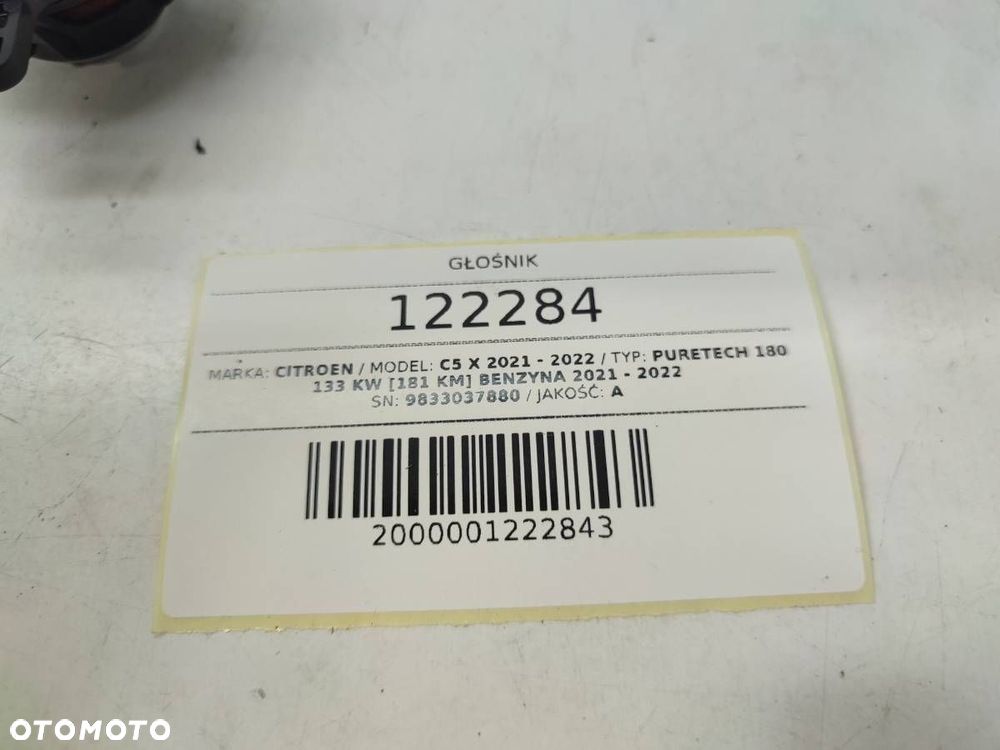 GŁOŚNIK
122284
MARKA: CITROEN / MODEL: C5 X 2021 - 2022 / TYP: PURETECH 180
133 KW [181 KM] BENZYNA 2021 - 2022
SN: 9833037880 / JAKOŚĆ: A
2000001222843
OTOMOTO